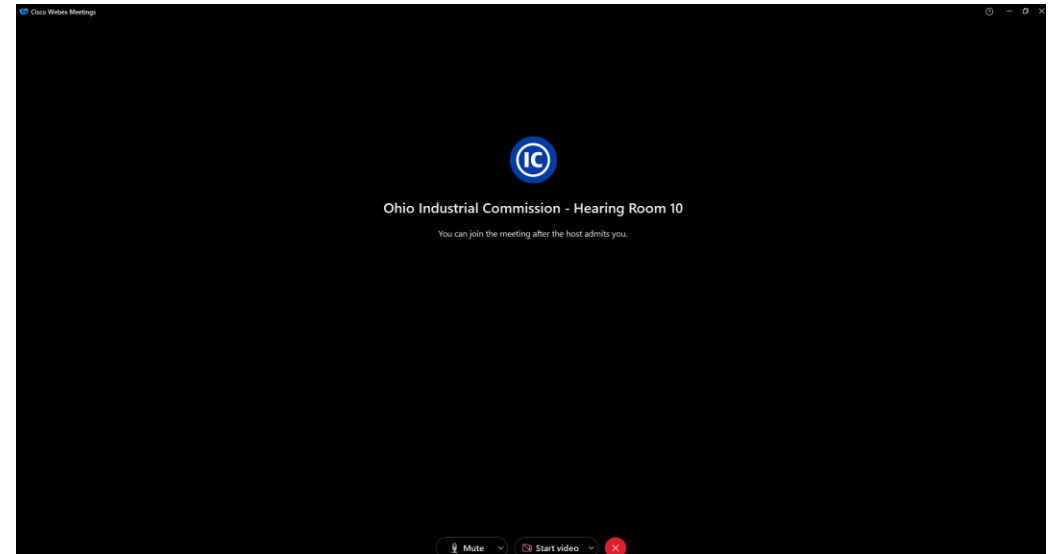 Cisco Webex Meetings
IC
Ohio Industrial Commission - Hearing Room 10
You can join the meeting after the host admits you.
Mute
Start video